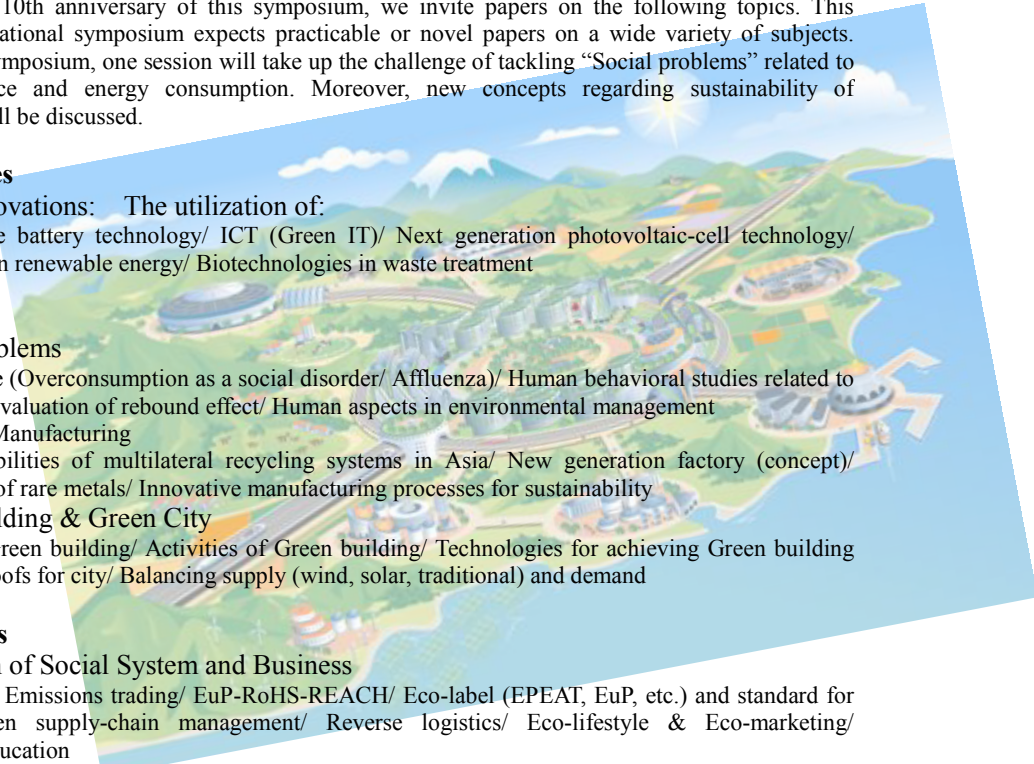 10th anniversary of this symposium, we invite papers on the following topics. This
ational symposium expects practicable or novel papers on a wide variety of subjects.
ymposium, one session will take up the challenge of tackling “Social problems” related to
ce and energy consumption. Moreover, new concepts regarding sustainability of
ll be discussed.
es
ovations: The utilization of:
e battery technology/ ICT (Green IT)/ Next generation photovoltaic-cell technology/
n renewable energy/ Biotechnologies in waste treatment
blems
e (Overconsumption as a social disorder/ Affluenza)/ Human behavioral studies related to
valuation of rebound effect/ Human aspects in environmental management
Manufacturing
bilities of multilateral recycling systems in Asia/ New generation factory (concept)/
of rare metals/ Innovative manufacturing processes for sustainability
lding & Green City
reen building/ Activities of Green building/ Technologies for achieving Green building
oofs for city/ Balancing supply (wind, solar, traditional) and demand
s
n of Social System and Business
Emissions trading/ EuP-RoHS-REACH/ Eco-label (EPEAT, EuP, etc.) and standard for
en supply-chain management/ Reverse logistics/ Eco-lifestyle & Eco-marketing/
ucation